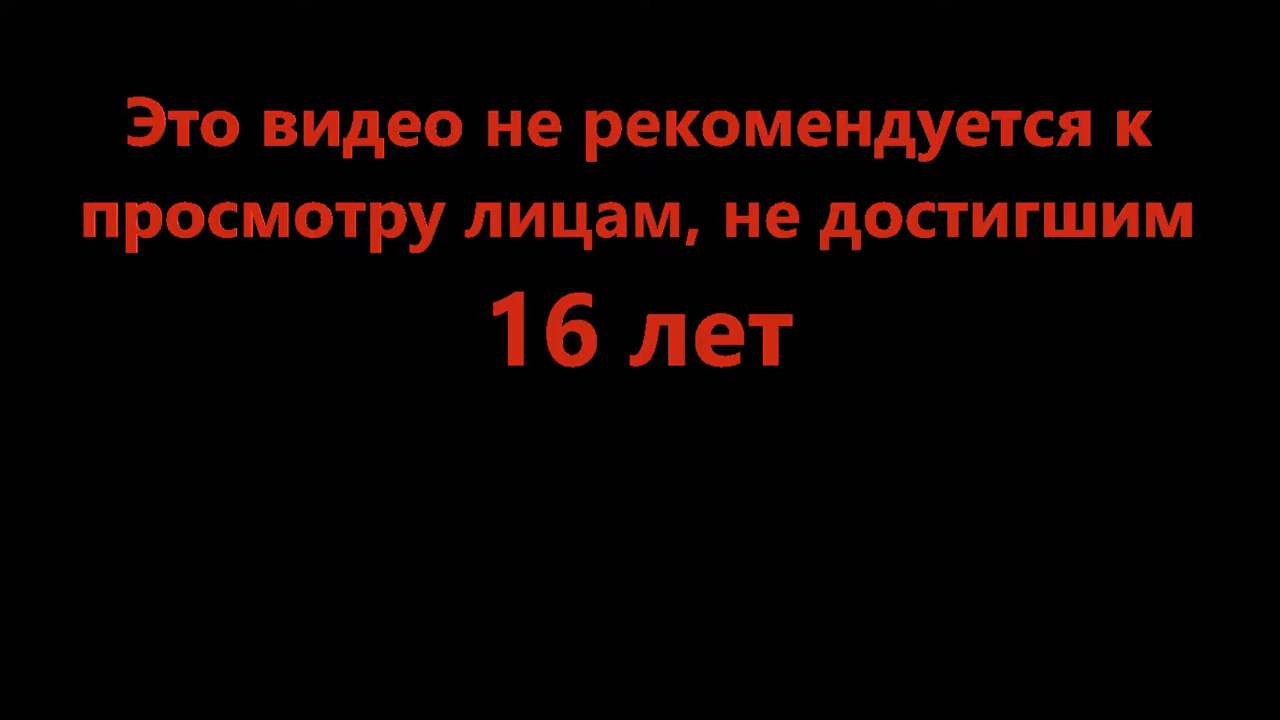 Это видео не рекомендуется к
просмотру лицам, не достигшим
16 лет